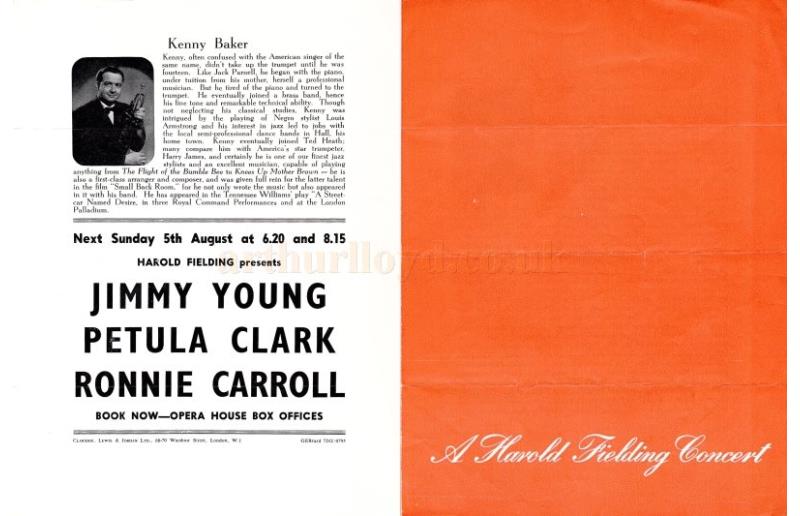 Kenny Baker
Kenny, often confused with the American singer of the
same name, didn't take up the trumpet until he was
fourteen. Like Jack Parnell, he began with the piano,
under tuition from his mother, herself a professional
musician. But he tired of the piano and turned to the
trumpet. He eventually joined a brass band, hence
his fine tone and remarkable technical ability. Though
not neglecting his classical studies, Kenny was
intrigued by the playing of Negro stylist Louis
Armstrong and his interest in jazz led to jobs with
the local semi-professional dance bands in Hull, his
home town. Kenny eventually joined Ted Heath;
many compare him with America's star trumpeter,
Harry James, and certainly he is one of our finest jazz
stylists and an excellent musician, capable of playing
anything from The Flight of the Bumble Bee to Knees Up Mother Brown — he is
also a first-class arranger and composer, and was given full rein for the latter talent
in the film "Small Back Room," for he not only wrote the music but also appeared
in it with his band. He has appeared in the Tennessee Williams' play "A Street-
car Named Desire, in three Royal Command Performances and at the London
Palladium.
Next Sunday 5th August at 6.20 and 8.15
HAROLD FIELDING presents
JIMMY YOUNG
PETULA CLARK
RONNIE CARROLL
BOOK NOW—OPERA HOUSE BOX OFFICES
Lewis & Jordan Ltd., 68-70 Wardour Street, London, W.1
GERrard
arthurlloyd.co.uk
A Harold Fielding Concert